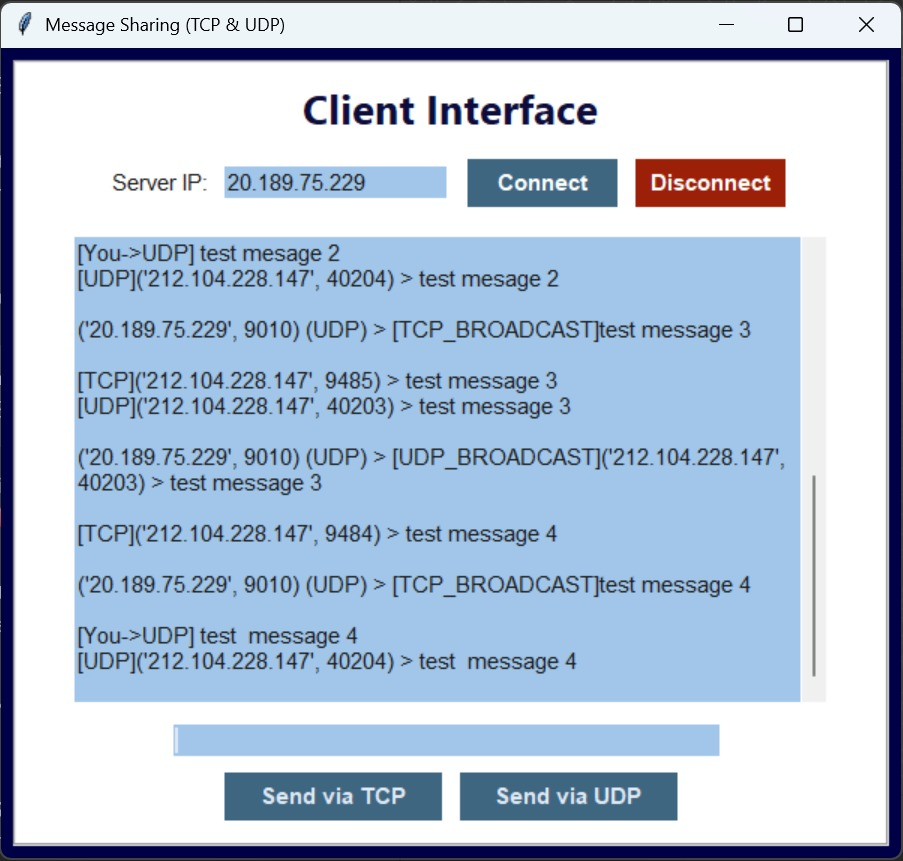 Message Sharing (TCP & UDP)
Client Interface
Server IP: 20.189.75.229 Connect Disconnect
[You->UDP] test mesage 2
[UDP]('212.104.228.147', 40204) > test mesage 2
('20.189.75.229', 9010) (UDP) > [TCP_BROADCAST]test message 3
[TCP]('212.104.228.147', 9485) > test message 3
[UDP]('212.104.228.147', 40203) > test message 3
('20.189.75.229', 9010) (UDP) > [UDP_BROADCAST]('212.104.228.147',
40203) > test message 3
[TCP]('212.104.228.147', 9484) > test message 4
('20.189.75.229', 9010) (UDP) > [TCP_BROADCAST]test message 4
[You->UDP] test  message 4
[UDP]('212.104.228.147', 40204) > test  message 4
Send via TCP Send via UDP